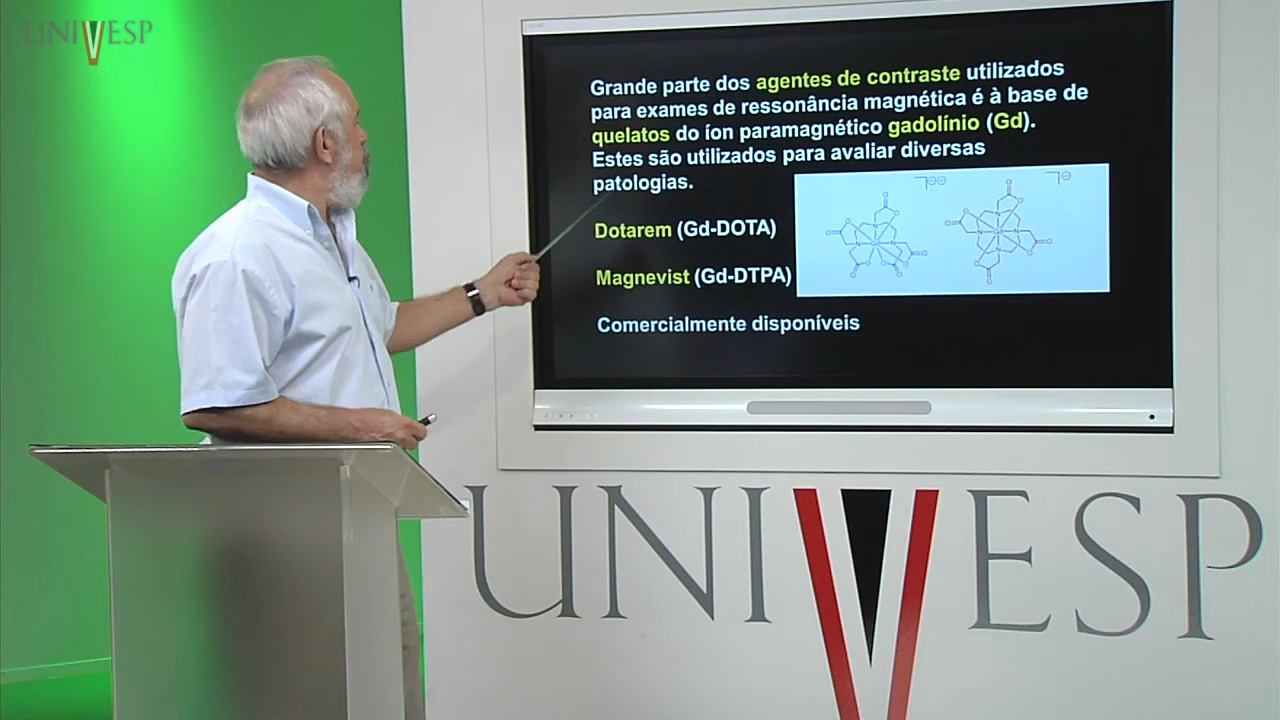 UNIVESP
Grande parte dos agentes de contraste utilizados
para exames de ressonância magnética é à base de
quelatos do íon paramagnético gadolínio (Gd).
Estes são utilizados para avaliar diversas
patologias.
Dotarem (Gd-DOTA)
Magnevist (Gd-DTPA)
Comercialmente disponíveis
UNIVESP